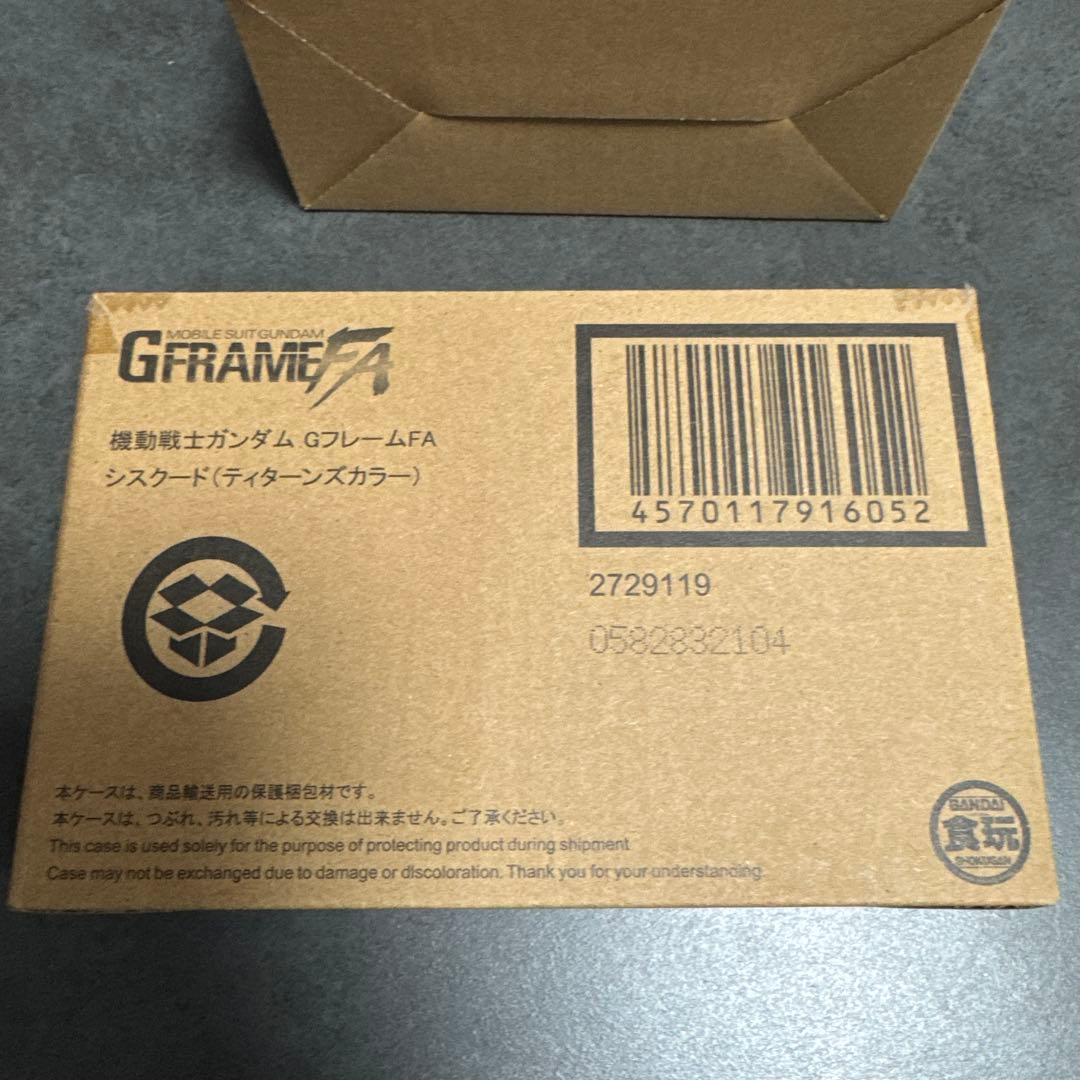 MOBILE SUIT GUNDAM
GFRAMEFA
機動戦士ガンダム GフレームFA
シスクード(ティターンズカラー)
4570117916052
2729119
0582832104
本ケースは、商品輸送用の保護梱包材です。
本ケースは、つぶれ、汚れ等による交換は出来ません。ご了承ください。
This case is used solely for the purpose of protecting product during shipment
Case may not be exchanged due to damage or discoloration. Thank you for your understanding.
BANDAI
食玩
SHOKUGAN